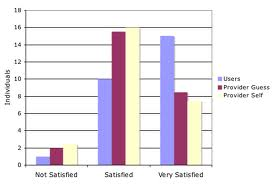 18
16
14
12
10
8
6
4
2
0
Individuals
Not Satisfied
Satisfied
Very Satisfied
Users
Provider Guess
Provider Self